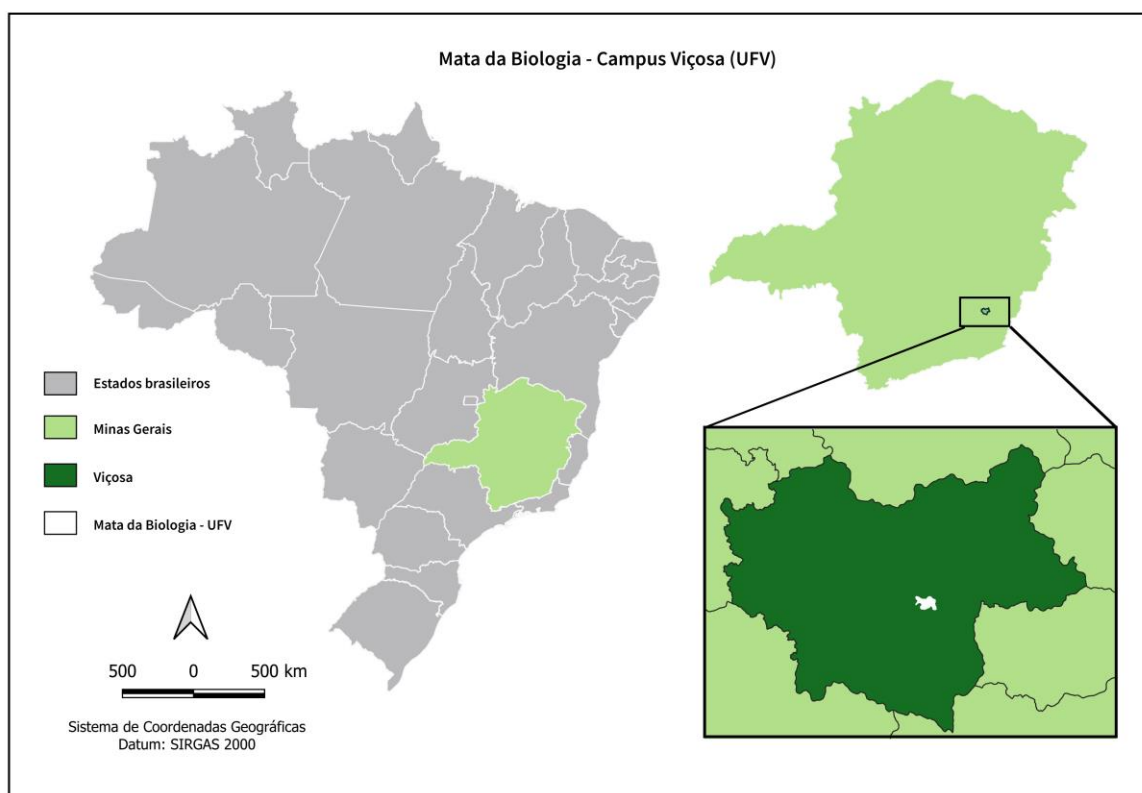 Mata da Biologia - Campus Viçosa (UFV)
Estados brasileiros
Minas Gerais
Viçosa
Mata da Biologia - UFV
500 0 500 km
Sistema de Coordenadas Geográficas
Datum: SIRGAS 2000